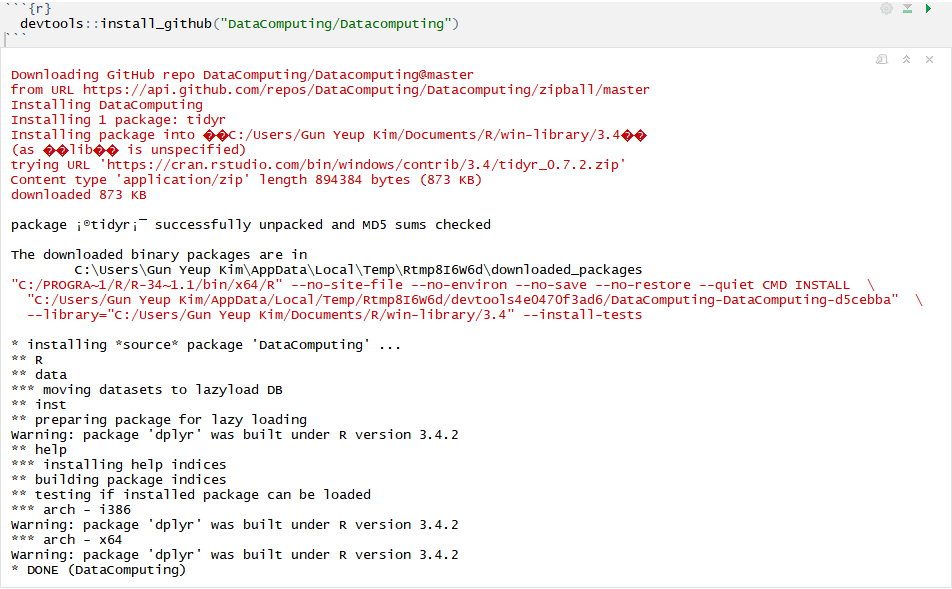 ```{r}
devtools::install_github("DataComputing/Datacomputing")
```
Downloading GitHub repo DataComputing/Datacomputing@master
from URL https://api.github.com/repos/DataComputing/Datacomputing/zipball/master
Installing DataComputing
Installing 1 package: tidyr
Installing package into ��C:/Users/Gun Yeup Kim/Documents/R/win-library/3.4��
(as ��lib�� is unspecified)
trying URL 'https://cran.rstudio.com/bin/windows/contrib/3.4/tidyr_0.7.2.zip'
Content type 'application/zip' length 894384 bytes (873 KB)
downloaded 873 KB
package ¡®tidyr¡¯ successfully unpacked and MD5 sums checked
The downloaded binary packages are in
C:\Users\Gun Yeup Kim\AppData\Local\Temp\Rtmp8I6W6d\downloaded_packages
"C:/PROGRA~1/R/R-34~1.1/bin/x64/R" --no-site-file --no-environ --no-save --no-restore --quiet CMD INSTALL \
"C:/Users/Gun Yeup Kim/AppData/Local/Temp/Rtmp8I6W6d/devtools4e0470f3ad6/DataComputing-DataComputing-d5cebba" \
--library="C:/Users/Gun Yeup Kim/Documents/R/win-library/3.4" --install-tests
* installing *source* package 'DataComputing' ...
** R
** data
*** moving datasets to lazyload DB
** inst
** preparing package for lazy loading
Warning: package 'dplyr' was built under R version 3.4.2
** help
*** installing help indices
** building package indices
** testing if installed package can be loaded
*** arch - i386
Warning: package 'dplyr' was built under R version 3.4.2
*** arch - x64
Warning: package 'dplyr' was built under R version 3.4.2
* DONE (DataComputing)